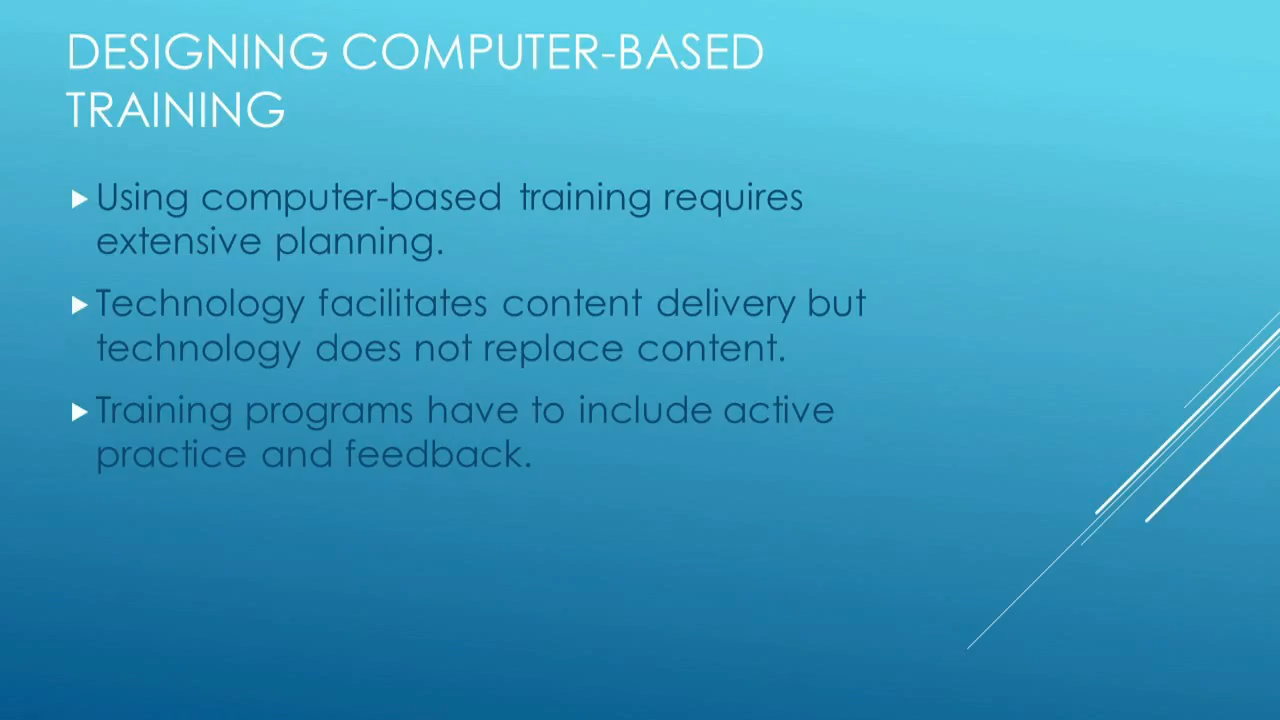 DESIGNING COMPUTER-BASED
TRAINING
Using computer-based training requires
extensive planning.
Technology facilitates content delivery but
technology does not replace content.
Training programs have to include active
practice and feedback.